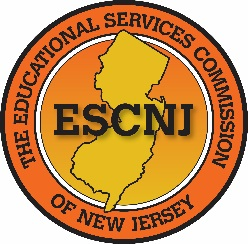 THE EDUCATIONAL SERVICES COMMISSION
ESCNJ
OF NEW JERSEY